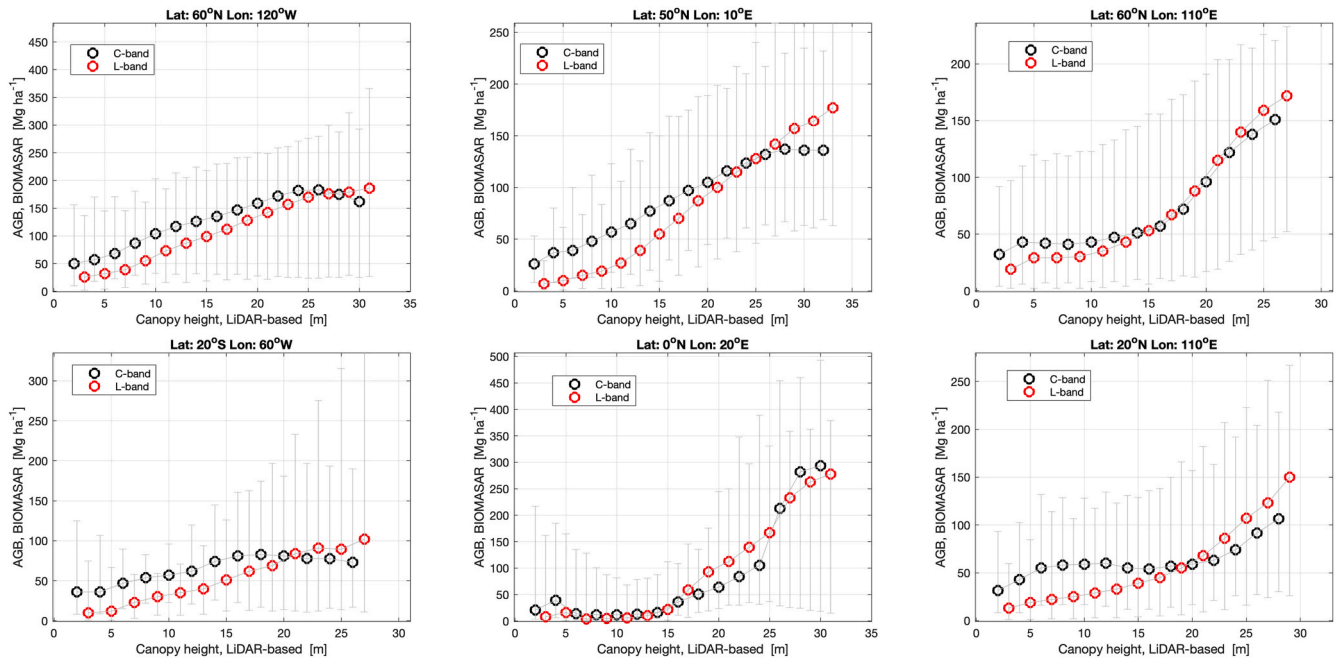 Lat: 60°N Lon: 120°W
AGB, BIOMASAR [Mg ha⁻¹]
450
400
350
300
250
200
150
100
50
0
C-band
L-band
0 5 10 15 20 25 30 35
Canopy height, LiDAR-based [m]
Lat: 50°N Lon: 10°E
AGB, BIOMASAR [Mg ha⁻¹]
250
200
150
100
50
0
C-band
L-band
0 5 10 15 20 25 30 35
Canopy height, LiDAR-based [m]
Lat: 60°N Lon: 110°E
AGB, BIOMASAR [Mg ha⁻¹]
200
150
100
50
0
C-band
L-band
0 5 10 15 20 25 30
Canopy height, LiDAR-based [m]
Lat: 20°S Lon: 60°W
AGB, BIOMASAR [Mg ha⁻¹]
300
250
200
150
100
50
0
C-band
L-band
0 5 10 15 20 25 30
Canopy height, LiDAR-based [m]
Lat: 0°N Lon: 20°E
AGB, BIOMASAR [Mg ha⁻¹]
500
450
400
350
300
250
200
150
100
50
0
C-band
L-band
0 5 10 15 20 25 30 35
Canopy height, LiDAR-based [m]
Lat: 20°N Lon: 110°E
AGB, BIOMASAR [Mg ha⁻¹]
250
200
150
100
50
0
C-band
L-band
0 5 10 15 20 25 30
Canopy height, LiDAR-based [m]